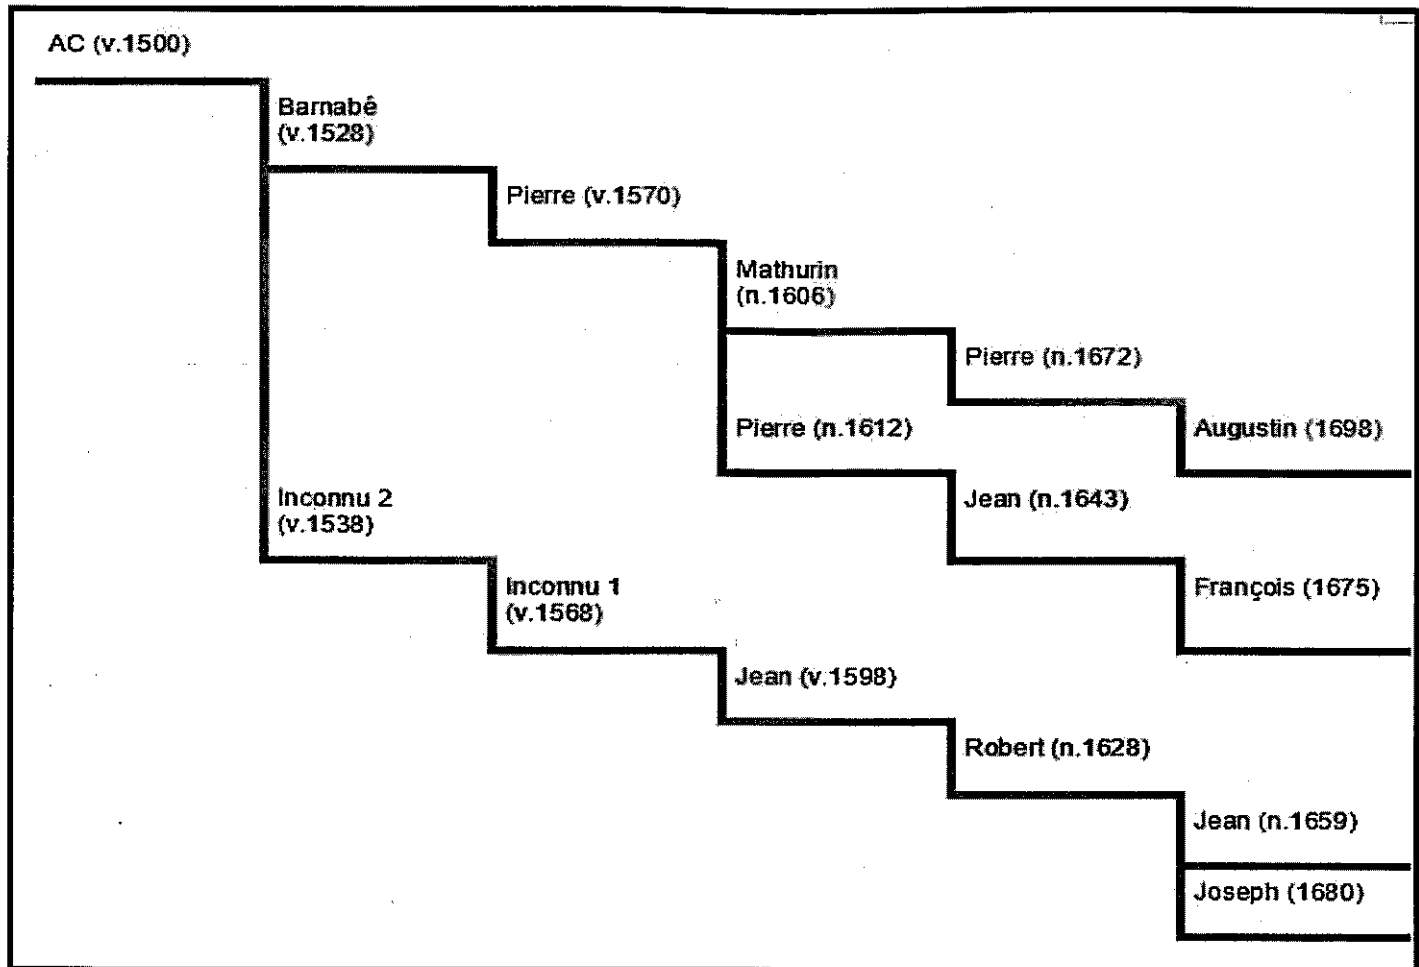 AC (v.1500)
Barnabé
(v.1528)
Pierre (v.1570)
Mathurin
(n.1606)
Pierre (n.1672)
Pierre (n.1612)
Augustin (1698)
Inconnu 2
(v.1538)
Jean (n.1643)
Inconnu 1
(v.1568)
François (1675)
Jean (v.1598)
Robert (n.1628)
Jean (n.1659)
Joseph (1680)